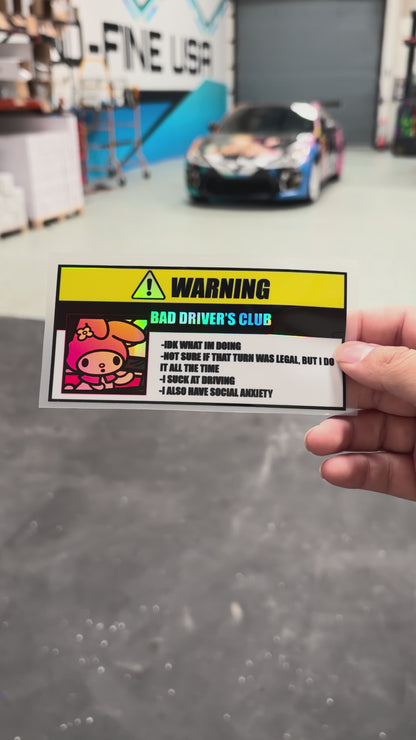 -FINE USA
WARNING
BAD DRIVER'S CLUB
-IDK WHAT IM DOING
-NOT SURE IF THAT TURN WAS LEGAL, BUT I DO
IT ALL THE TIME
-I SUCK AT DRIVING
-I ALSO HAVE SOCIAL ANXIETY